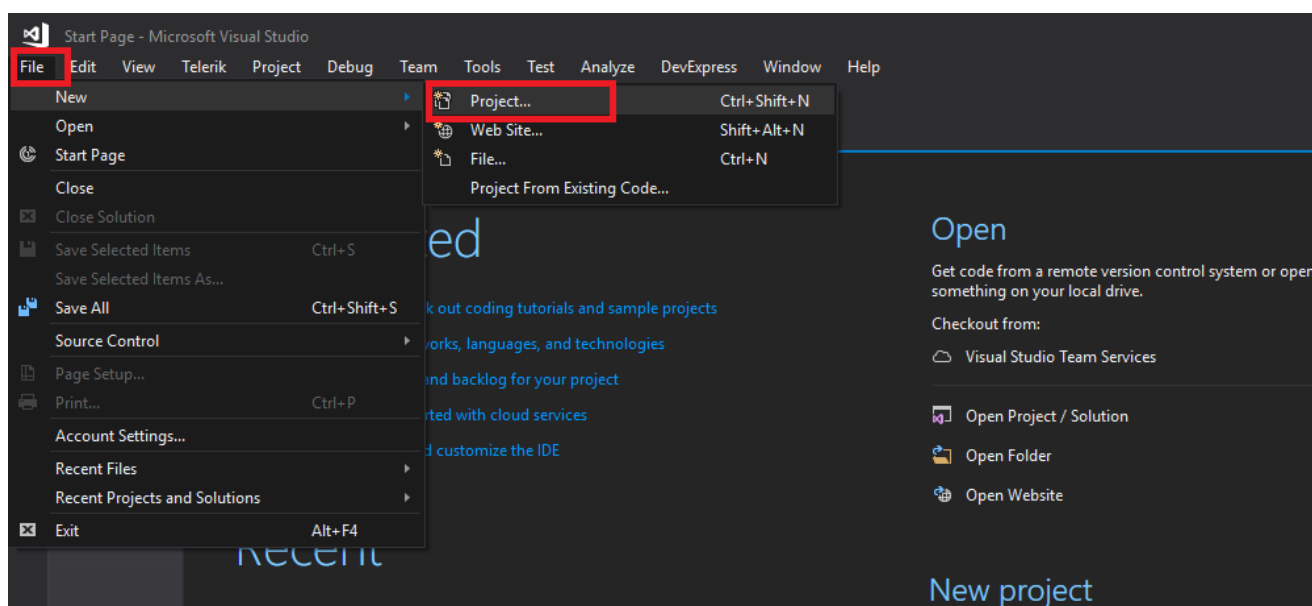 Start Page - Microsoft Visual Studio
File Edit View Telerik Project Debug Team Tools Test Analyze DevExpress Window Help
New
Open
Start Page
Close
Close Solution
Save Selected Items Ctrl+S
Save Selected Items As...
Save All Ctrl+Shift+S
Source Control
Page Setup...
Print... Ctrl+P
Account Settings...
Recent Files
Recent Projects and Solutions
Exit Alt+F4
Project... Ctrl+Shift+N
Web Site... Shift+Alt+N
File... Ctrl+N
Project From Existing Code...
ed
k out coding tutorials and sample projects
orks, languages, and technologies
and backlog for your project
rted with cloud services
d customize the IDE
Recent
Open
Get code from a remote version control system or open
something on your local drive.
Checkout from:
Visual Studio Team Services
Open Project / Solution
Open Folder
Open Website
New project